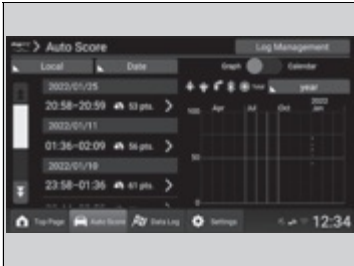 > Auto Score
Log Management
Local
Date
Graph
Calendar
2022/01/25
Total
year
20:58-20:59 53 pts. >
2022/01/11
01:36-02:09 56 pts. >
2022/01/10
23:58-01:36 61 pts. >
100
Apr
Jul
Oct
2022
Jan
50
0
Top Page
Auto Score
Data Log
Settings
12:34